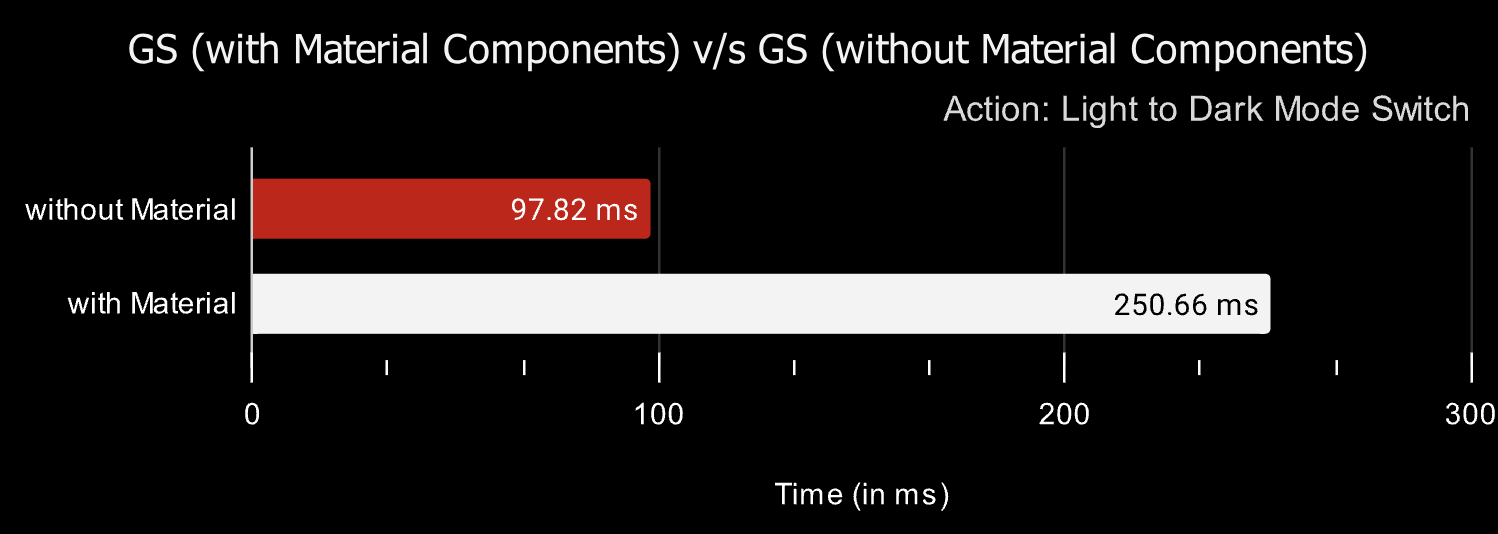 GS (with Material Components) v/s GS (without Material Components)
Action: Light to Dark Mode Switch
without Material
97.82 ms
with Material
250.66 ms
0 100 200 300
Time (in ms)